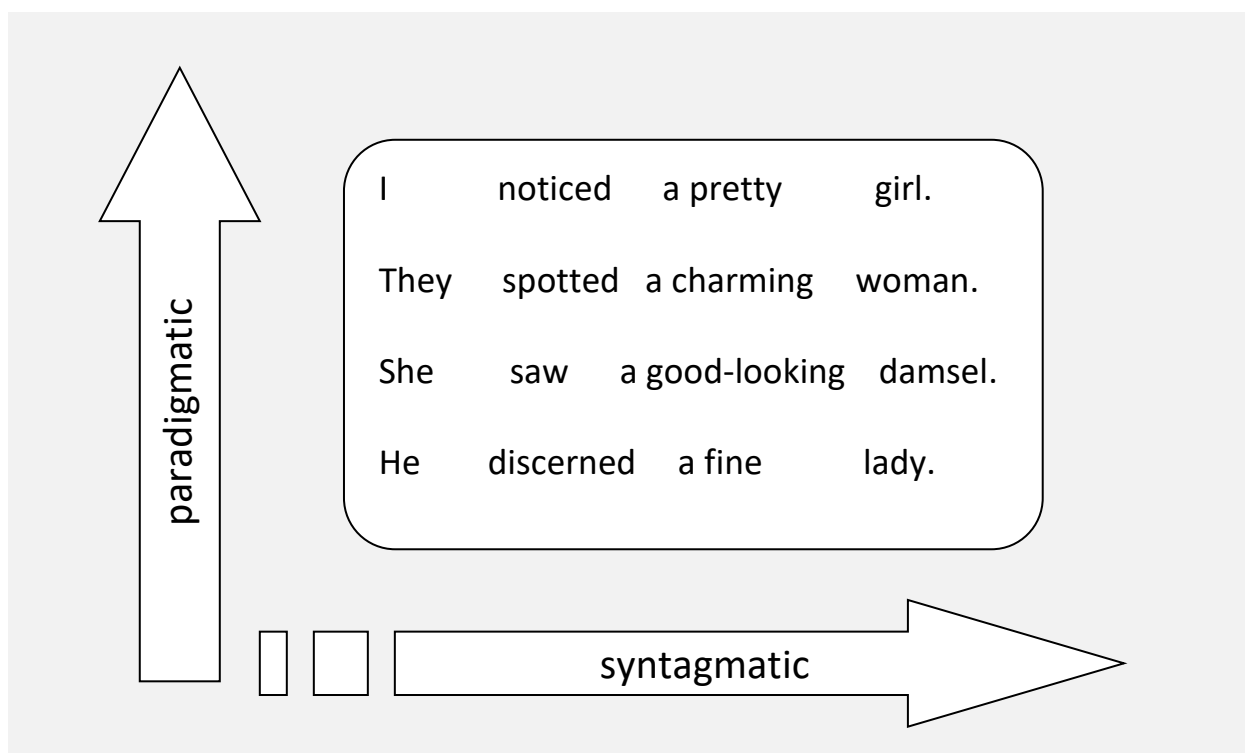 I noticed a pretty girl.
They spotted a charming woman.
She saw a good-looking damsel.
He discerned a fine lady.
paradigmatic
syntagmatic